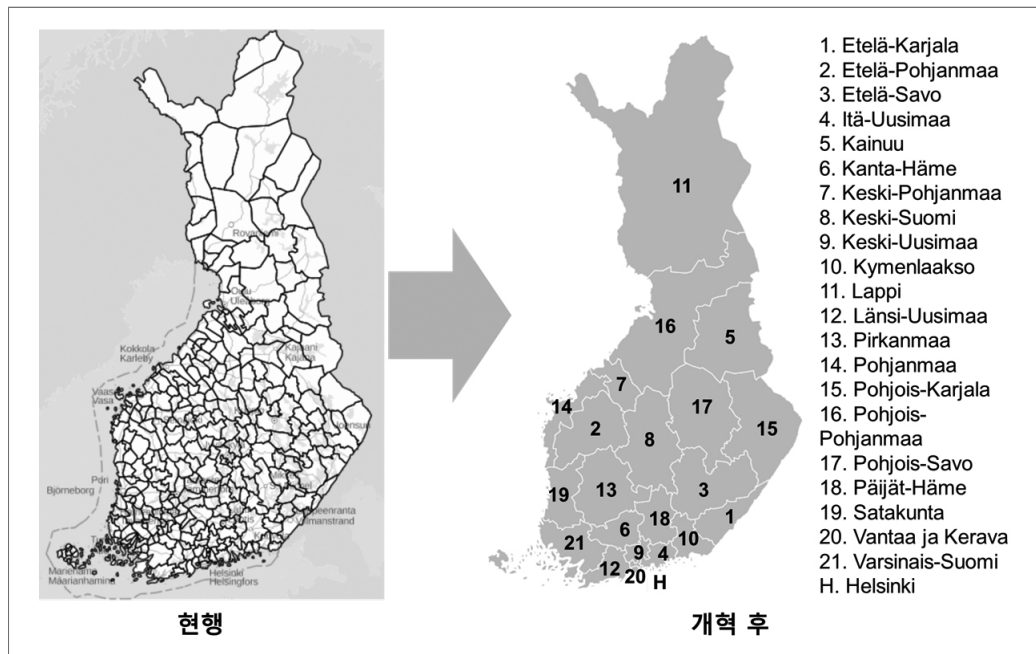 Rovaniemi
Oulu
Uleåborg
Kokkola
Karleby
Kajaani
Kajana
Vaasa
Vasa
Joensuu
Pori
Björneborg
Maarianhamina
Helsinki
Helsingfors
현행
11
16
5
7
14
17
2
8
15
13
3
19
18
1
6
10
21
9
4
12
20
H
개혁 후
1. Etelä-Karjala
2. Etelä-Pohjanmaa
3. Etelä-Savo
4. Itä-Uusimaa
5. Kainuu
6. Kanta-Häme
7. Keski-Pohjanmaa
8. Keski-Suomi
9. Keski-Uusimaa
10. Kymenlaakso
11. Lappi
12. Länsi-Uusimaa
13. Pirkanmaa
14. Pohjanmaa
15. Pohjois-Karjala
16. Pohjois-
Pohjanmaa
17. Pohjois-Savo
18. Päijät-Häme
19. Satakunta
20. Vantaa ja Kerava
21. Varsinais-Suomi
H. Helsinki